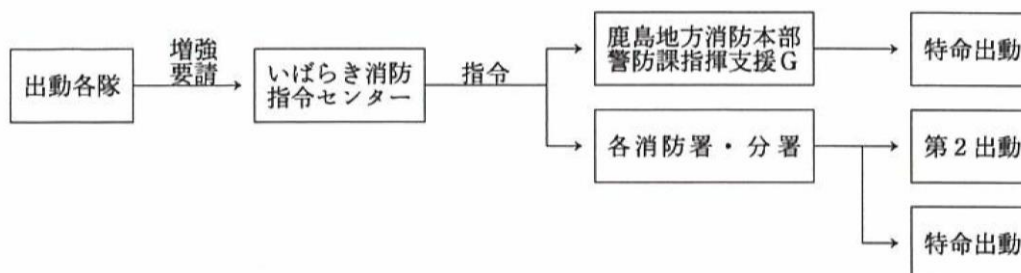 出動各隊
増強
要請
いばらき消防
指令センター
指令
鹿島地方消防本部
警防課指揮支援G
特命出動
各消防署・分署
第2出動
特命出動